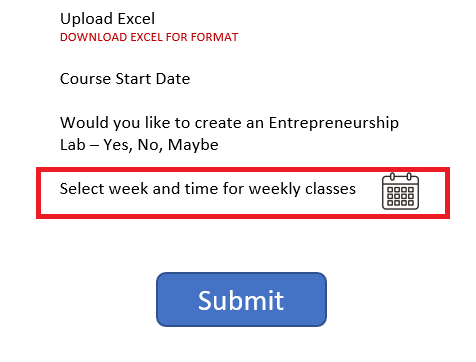 Upload Excel
DOWNLOAD EXCEL FOR FORMAT
Course Start Date
Would you like to create an Entrepreneurship
Lab – Yes, No, Maybe
Select week and time for weekly classes
Submit